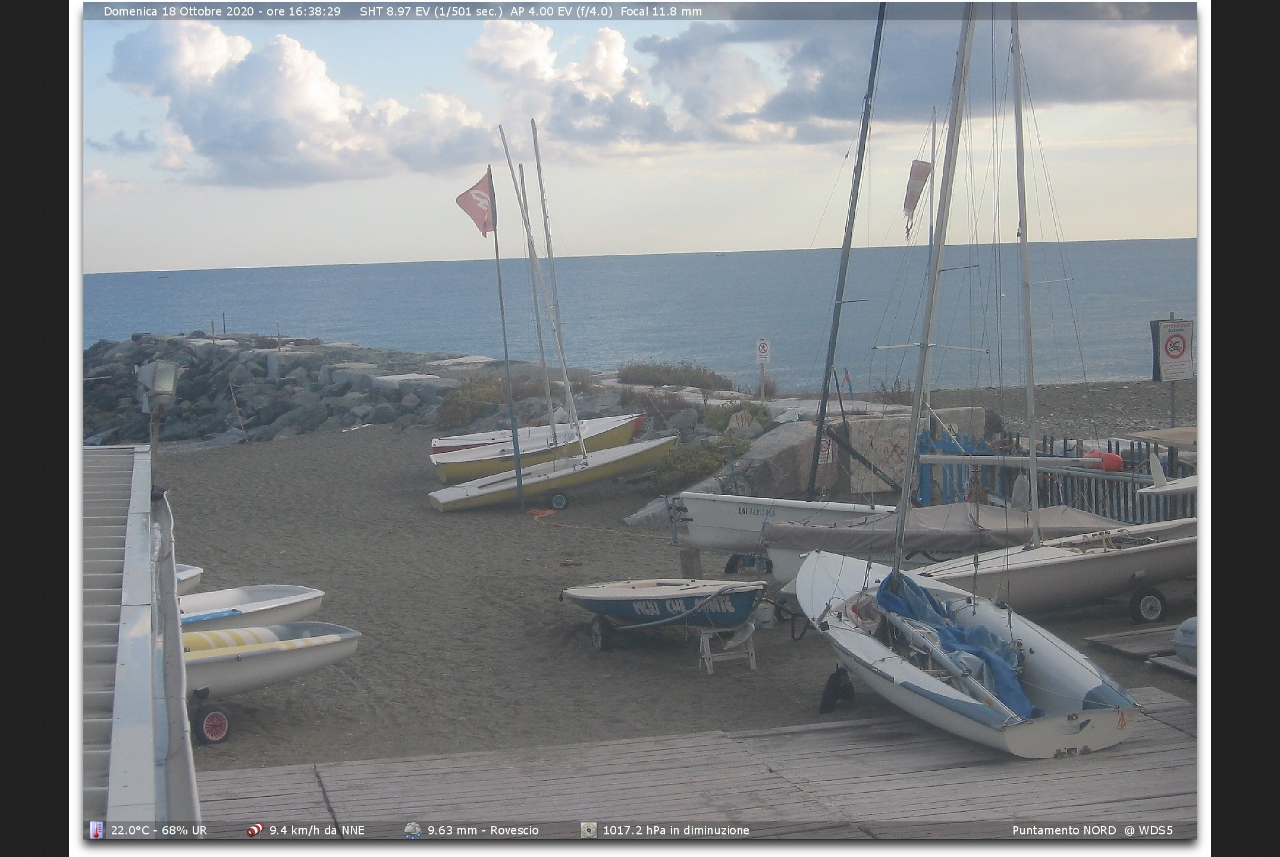 Domenica 18 Ottobre 2020 - ore 16:38:29 SHT 8.97 EV (1/501 sec.) AP 4.00 EV (f/4.0) Focal 11.8 mm
22.0°C - 68% UR 9.4 km/h da NNE 9.63 mm - Rovescio 1017.2 hPa in diminuzione Puntamento NORD @ WDS5